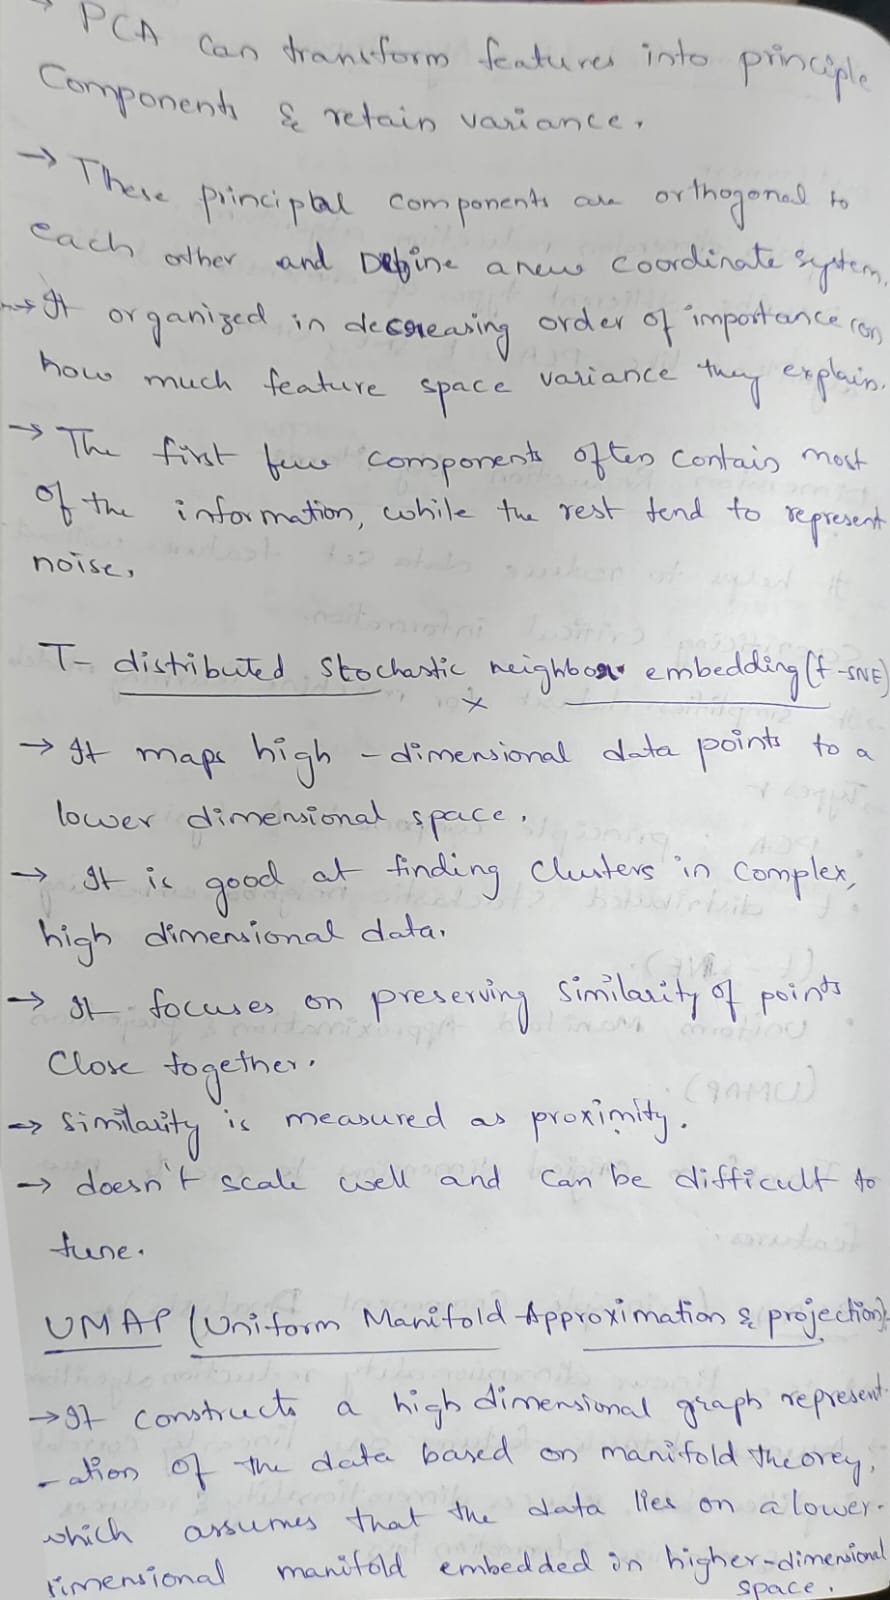 → PCA can transform features into principle
Components & retain variance.
→ These principal components are orthogonal to
each other and Define a new coordinate system.
→ It organized in decreasing order of importance on
how much feature space variance they explain.
→ The first few components often contain most
of the information, while the rest tend to represent
noise.
T- distributed Stochastic neighbor embedding (t-SNE)
→ It maps high-dimensional data points to a
lower dimensional space.
→ It is good at finding clusters in complex,
high dimensional data.
→ It focuses on preserving similarity of points
Close together.
→ Similarity is measured as proximity.
→ doesn't scale well and can be difficult to
tune.
UMAP (Uniform Manifold Approximation & projection).
→ It constructs a high dimensional graph represent-
-ation of the data based on manifold theorey,
which assumes that the data lies on a lower-
dimensional manifold embedded in higher-dimensional
space.